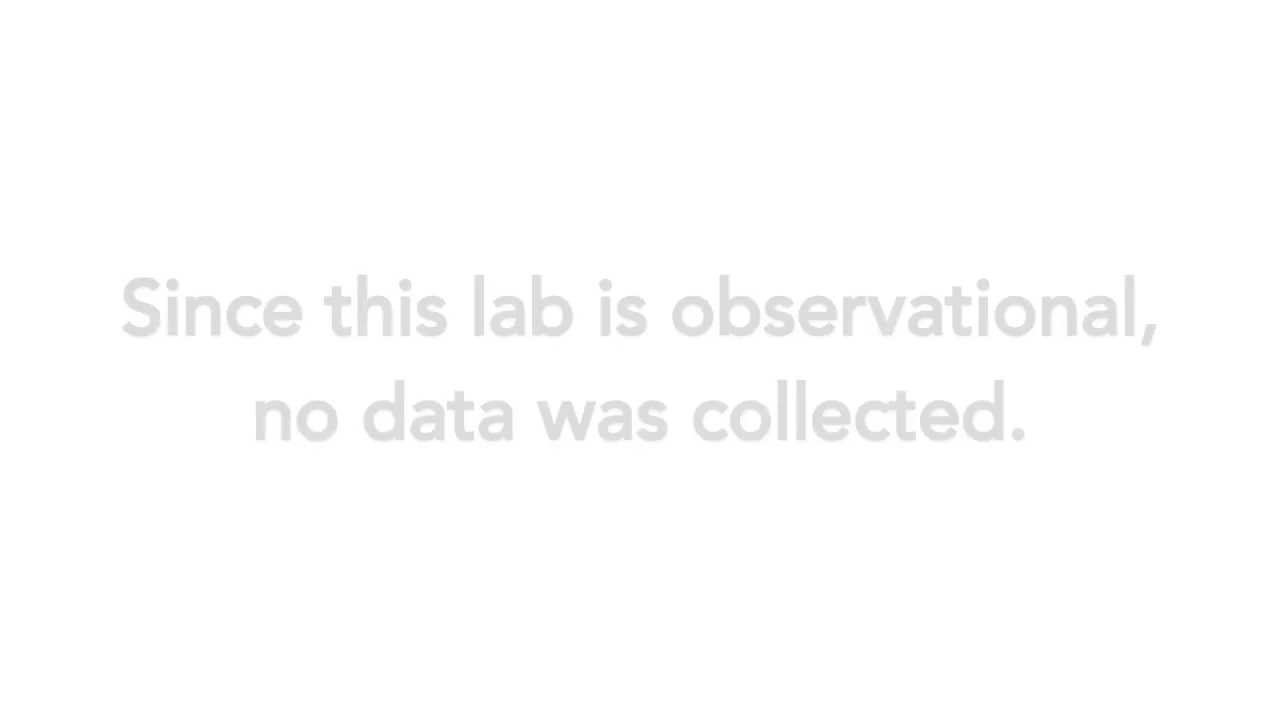 Since this lab is observational,
no data was collected.